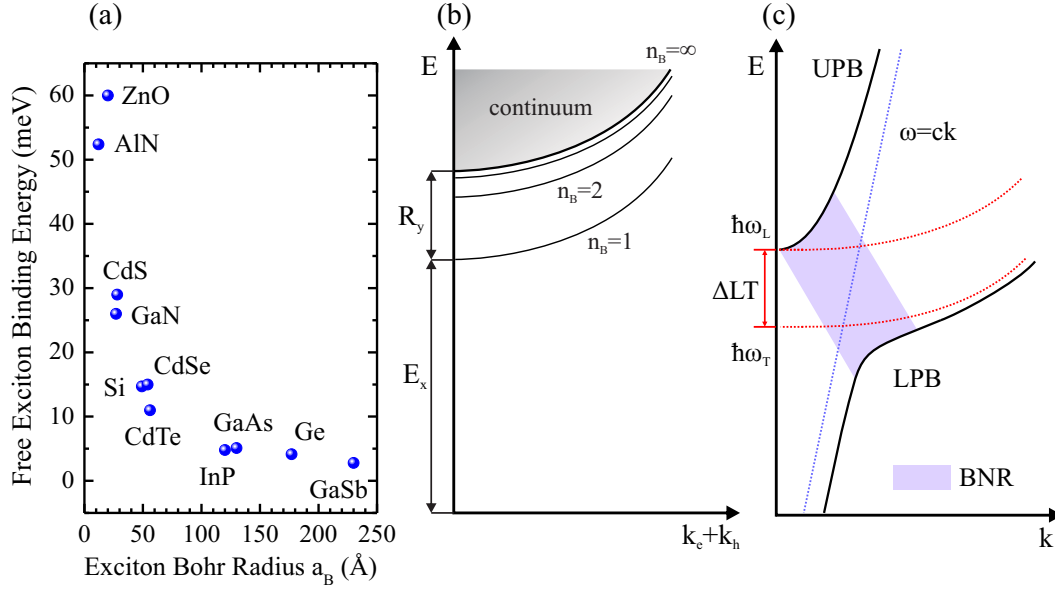 (a)
Free Exciton Binding Energy (meV)
60
50
40
30
20
10
0
ZnO
AlN
CdS
GaN
CdSe
Si
CdTe
GaAs
Ge
InP
GaSb
0 50 100 150 200 250
Exciton Bohr Radius a_B (Å)
(b)
E
n_B=∞
continuum
R_y
n_B=2
n_B=1
E_x
k_e+k_h
(c)
E
UPB
ω=ck
ħω_L
ΔLT
ħω_T
LPB
BNR
k